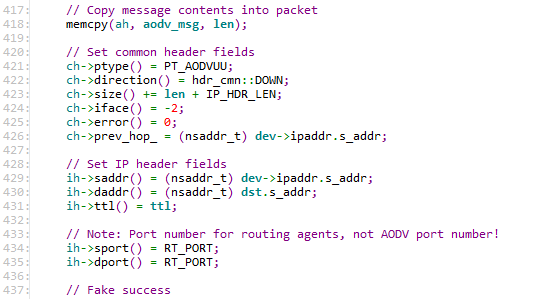 417: // Copy message contents into packet
418: memcpy(ah, aodv_msg, len);
419:
420: // Set common header fields
421: ch->ptype() = PT_AODVUU;
422: ch->direction() = hdr_cmn::DOWN;
423: ch->size() += len + IP_HDR_LEN;
424: ch->iface() = -2;
425: ch->error() = 0;
426: ch->prev_hop_ = (nsaddr_t) dev->ipaddr.s_addr;
427:
428: // Set IP header fields
429: ih->saddr() = (nsaddr_t) dev->ipaddr.s_addr;
430: ih->daddr() = (nsaddr_t) dst.s_addr;
431: ih->ttl() = ttl;
432:
433: // Note: Port number for routing agents, not AODV port number!
434: ih->sport() = RT_PORT;
435: ih->dport() = RT_PORT;
436:
437: // Fake success